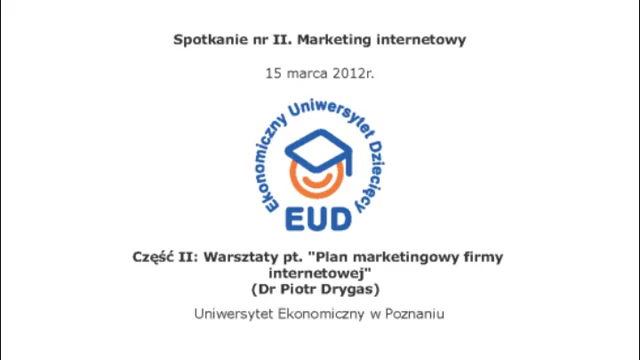 Spotkanie nr II. Marketing internetowy
15 marca 2012r.
Ekonomiczny Uniwersytet Dziecięcy
EUD
Część II: Warsztaty pt. "Plan marketingowy firmy
internetowej"
(Dr Piotr Drygas)
Uniwersytet Ekonomiczny w Poznaniu